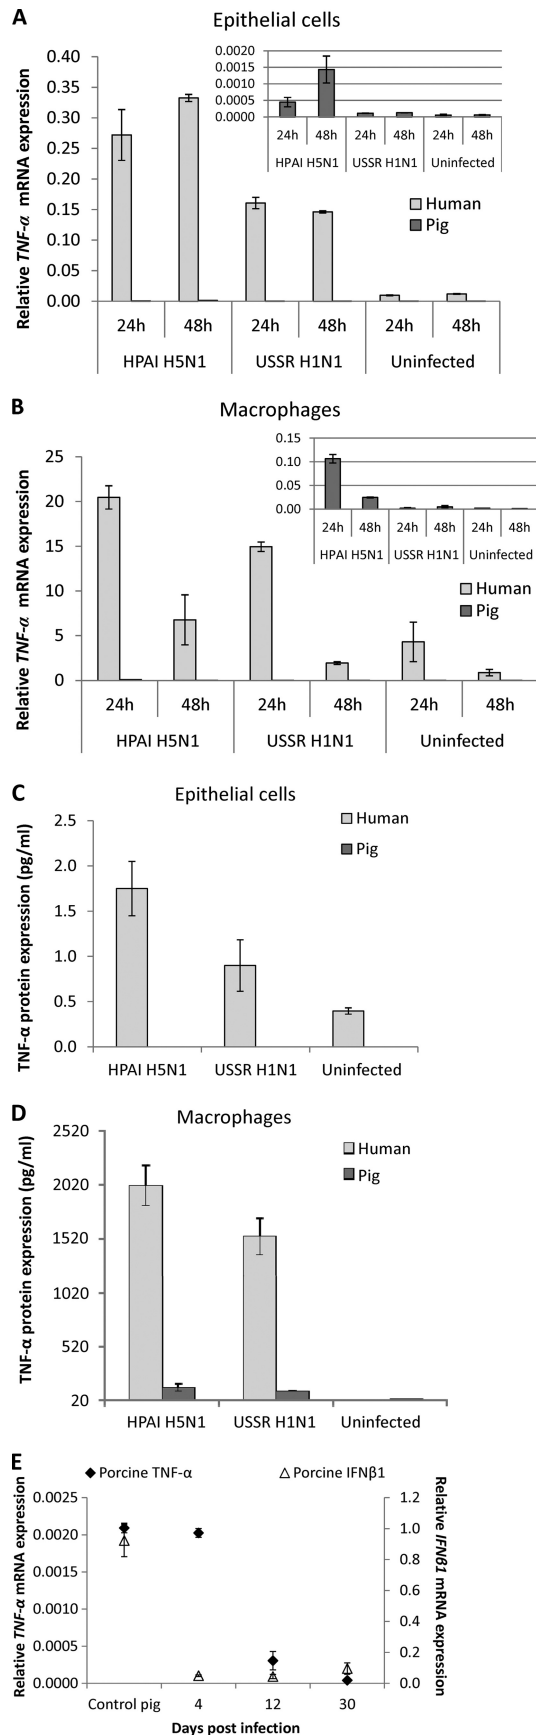 A
Epithelial cells
Relative TNF-α mRNA expression
0.40
0.35
0.30
0.25
0.20
0.15
0.10
0.05
0.00
0.0020
0.0015
0.0010
0.0005
0.0000
24h 48h 24h 48h 24h 48h
HPAI H5N1 USSR H1N1 Uninfected
Human
Pig
24h 48h 24h 48h 24h 48h
HPAI H5N1 USSR H1N1 Uninfected
B
Macrophages
Relative TNF-α mRNA expression
25
20
15
10
5
0
0.15
0.10
0.05
0.00
24h 48h 24h 48h 24h 48h
HPAI H5N1 USSR H1N1 Uninfected
Human
Pig
24h 48h 24h 48h 24h 48h
HPAI H5N1 USSR H1N1 Uninfected
C
Epithelial cells
TNF-α protein expression (pg/ml)
2.5
2.0
1.5
1.0
0.5
0.0
Human
Pig
HPAI H5N1 USSR H1N1 Uninfected
D
Macrophages
TNF-α protein expression (pg/ml)
2520
2020
1520
1020
520
20
Human
Pig
HPAI H5N1 USSR H1N1 Uninfected
E
Porcine TNF-α Porcine IFNβ1
Relative TNF-α mRNA expression
0.0025
0.0020
0.0015
0.0010
0.0005
0.0000
1.2
1.0
0.8
0.6
0.4
0.2
0.0
Relative IFNβ1 mRNA expression
Control pig 4 12 30
Days post infection